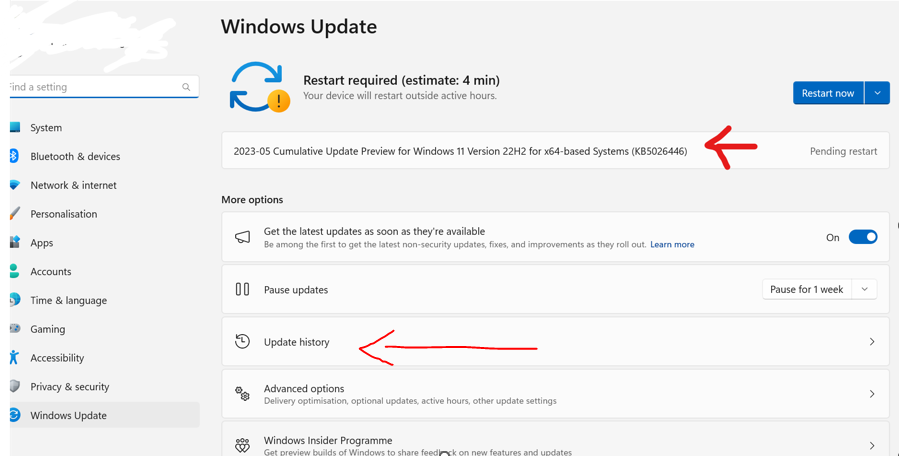 Windows Update
Restart required (estimate: 4 min)
Your device will restart outside active hours.
Restart now
Find a setting
2023-05 Cumulative Update Preview for Windows 11 Version 22H2 for x64-based Systems (KB5026446)
Pending restart
System
Bluetooth & devices
Network & internet
Personalisation
Apps
Accounts
Time & language
Gaming
Accessibility
Privacy & security
Windows Update
More options
Get the latest updates as soon as they're available
Be among the first to get the latest non-security updates, fixes, and improvements as they roll out. Learn more
On
Pause updates
Pause for 1 week
Update history
Advanced options
Delivery optimisation, optional updates, active hours, other update settings
Windows Insider Programme
Get preview builds of Windows to share feedback on new features and updates